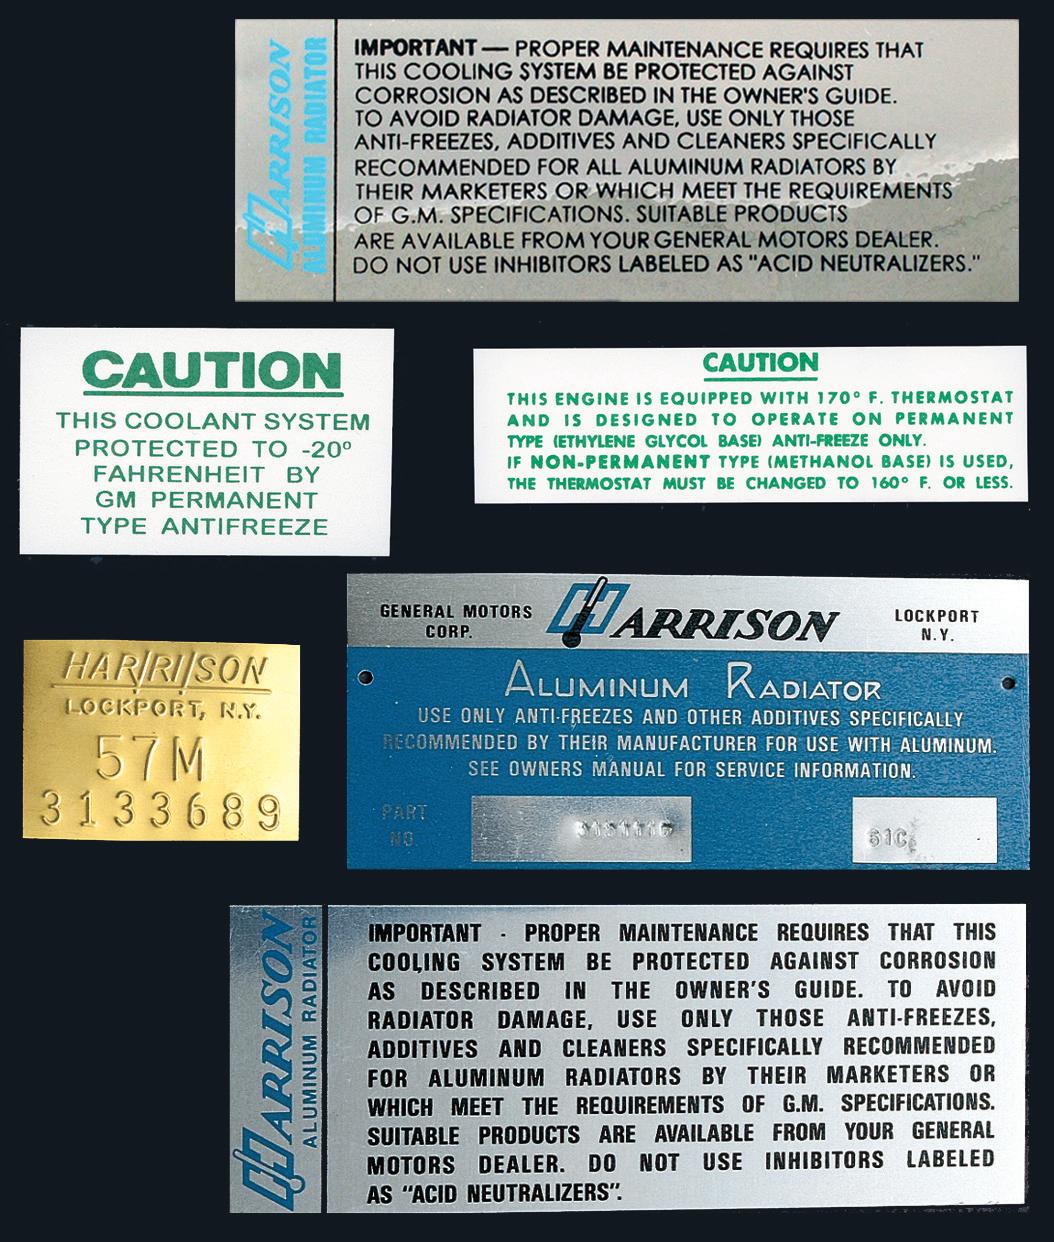 HARRISON
ALUMINUM RADIATOR
IMPORTANT — PROPER MAINTENANCE REQUIRES THAT
THIS COOLING SYSTEM BE PROTECTED AGAINST
CORROSION AS DESCRIBED IN THE OWNER'S GUIDE.
TO AVOID RADIATOR DAMAGE, USE ONLY THOSE
ANTI-FREEZES, ADDITIVES AND CLEANERS SPECIFICALLY
RECOMMENDED FOR ALL ALUMINUM RADIATORS BY
THEIR MARKETERS OR WHICH MEET THE REQUIREMENTS
OF G.M. SPECIFICATIONS. SUITABLE PRODUCTS
ARE AVAILABLE FROM YOUR GENERAL MOTORS DEALER.
DO NOT USE INHIBITORS LABELED AS "ACID NEUTRALIZERS."
CAUTION
THIS COOLANT SYSTEM
PROTECTED TO -20º
FAHRENHEIT BY
GM PERMANENT
TYPE ANTIFREEZE
CAUTION
THIS ENGINE IS EQUIPPED WITH 170º F. THERMOSTAT
AND IS DESIGNED TO OPERATE ON PERMANENT
TYPE (ETHYLENE GLYCOL BASE) ANTI-FREEZE ONLY.
IF NON-PERMANENT TYPE (METHANOL BASE) IS USED,
THE THERMOSTAT MUST BE CHANGED TO 160º F. OR LESS.
HARRISON
LOCKPORT, N.Y.
57M
3133689
GENERAL MOTORS
CORP.
HARRISON
LOCKPORT
N.Y.
ALUMINUM RADIATOR
USE ONLY ANTI-FREEZES AND OTHER ADDITIVES SPECIFICALLY
RECOMMENDED BY THEIR MANUFACTURER FOR USE WITH ALUMINUM.
SEE OWNERS MANUAL FOR SERVICE INFORMATION.
PART
NO.
61C
HARRISON
ALUMINUM RADIATOR
IMPORTANT - PROPER MAINTENANCE REQUIRES THAT THIS
COOLING SYSTEM BE PROTECTED AGAINST CORROSION
AS DESCRIBED IN THE OWNER'S GUIDE. TO AVOID
RADIATOR DAMAGE, USE ONLY THOSE ANTI-FREEZES,
ADDITIVES AND CLEANERS SPECIFICALLY RECOMMENDED
FOR ALUMINUM RADIATORS BY THEIR MARKETERS OR
WHICH MEET THE REQUIREMENTS OF G.M. SPECIFICATIONS.
SUITABLE PRODUCTS ARE AVAILABLE FROM YOUR GENERAL
MOTORS DEALER. DO NOT USE INHIBITORS LABELED
AS "ACID NEUTRALIZERS".